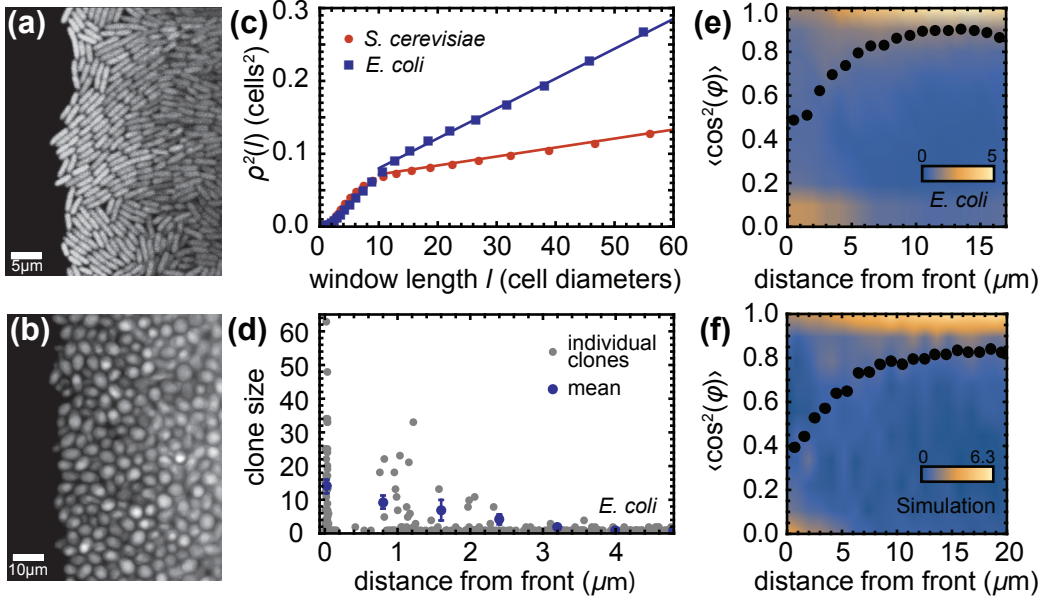 (a)
5μm
(b)
10μm
(c)
0.3
0.2
0.1
0.0
ρ²(l) (cells²)
S. cerevisiae
E. coli
0 10 20 30 40 50 60
window length l (cell diameters)
(d)
60
50
40
30
20
10
0
clone size
individual
clones
mean
E. coli
0 1 2 3 4
distance from front (μm)
(e)
1.0
0.8
0.6
0.4
0.2
0.0
⟨cos²(φ)⟩
0 5
E. coli
0 5 10 15
distance from front (μm)
(f)
1.0
0.8
0.6
0.4
0.2
0.0
⟨cos²(φ)⟩
0 6.3
Simulation
0 5 10 15 20
distance from front (μm)